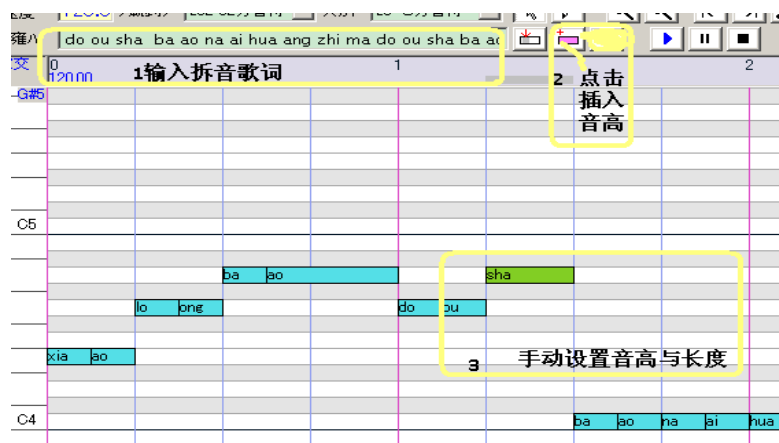 120.0
do ou sha ba ao na ai hua ang zhi ma do ou sha ba ao
0 1 2
120.00
1输入拆音歌词
2 点击
插入
音高
G#5
C5
ba ao sha
lo ong do ou
3 手动设置音高与长度
xia ao
C4 ba ao na ai hua